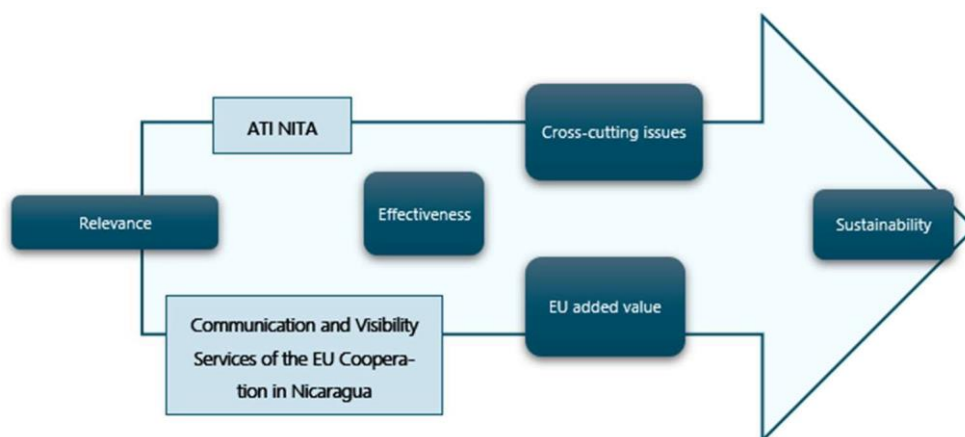 ATI NITA
Cross-cutting issues
Relevance
Effectiveness
Sustainability
EU added value
Communication and Visibility
Services of the EU Coopera-
tion in Nicaragua